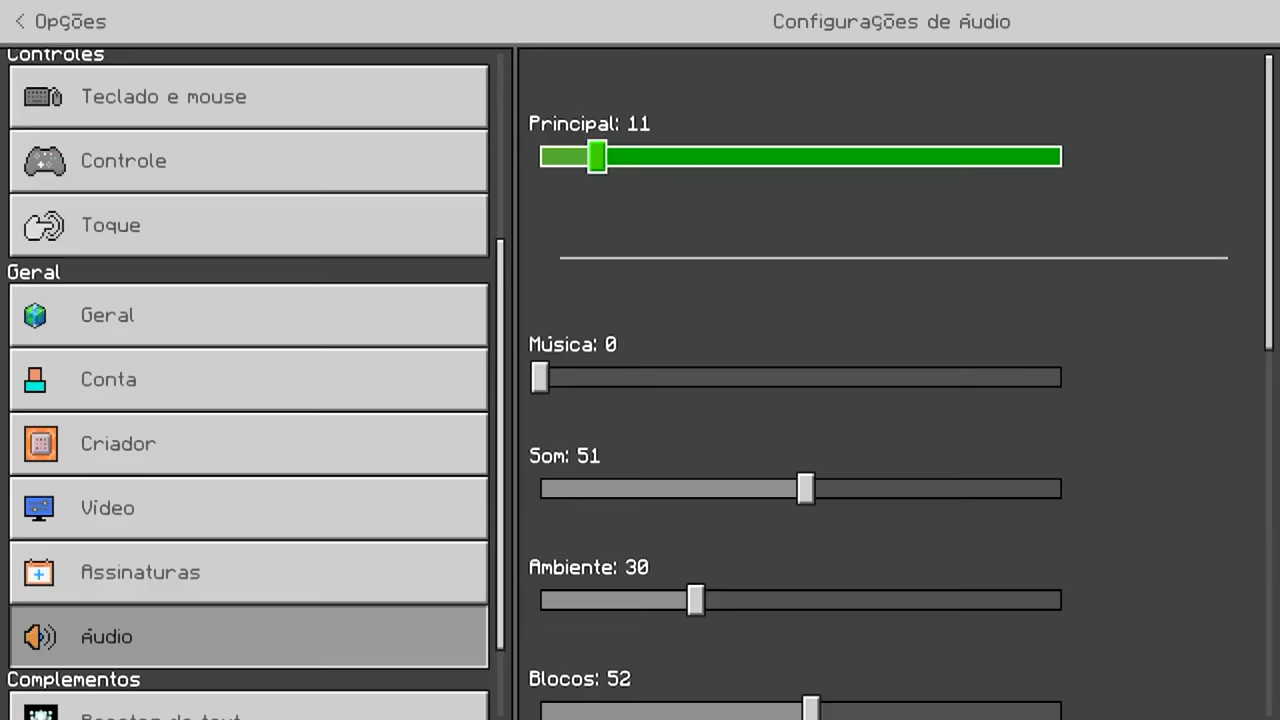 < Opções
Configurações de Áudio
Controles
Teclado e mouse
Controle
Toque
Geral
Geral
Conta
Criador
Vídeo
Assinaturas
Áudio
Complementos
Principal: 11
Música: 0
Som: 51
Ambiente: 30
Blocos: 52